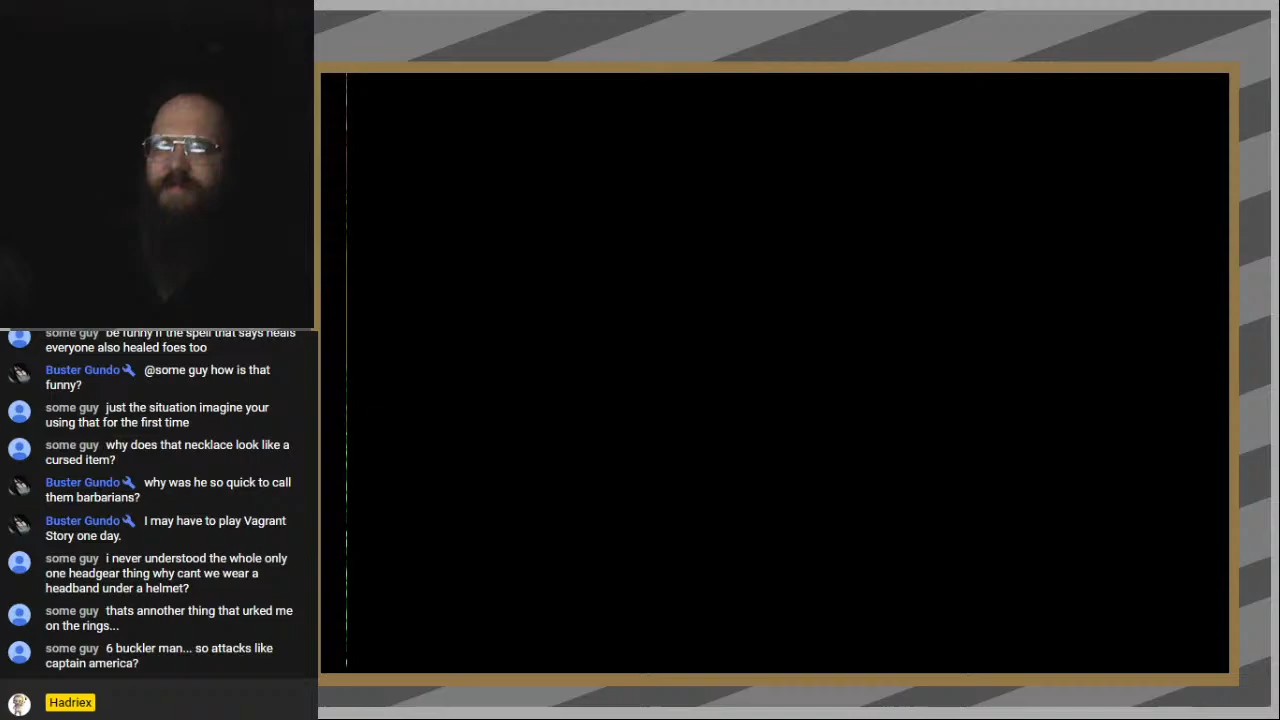 some guy be funny if the spell that says heals
everyone also healed foes too
Buster Gundo @some guy how is that
funny?
some guy just the situation imagine your
using that for the first time
some guy why does that necklace look like a
cursed item?
Buster Gundo why was he so quick to call
them barbarians?
Buster Gundo I may have to play Vagrant
Story one day.
some guy i never understood the whole only
one headgear thing why cant we wear a
headband under a helmet?
some guy thats annother thing that urked me
on the rings...
some guy 6 buckler man... so attacks like
captain america?
Hadriex